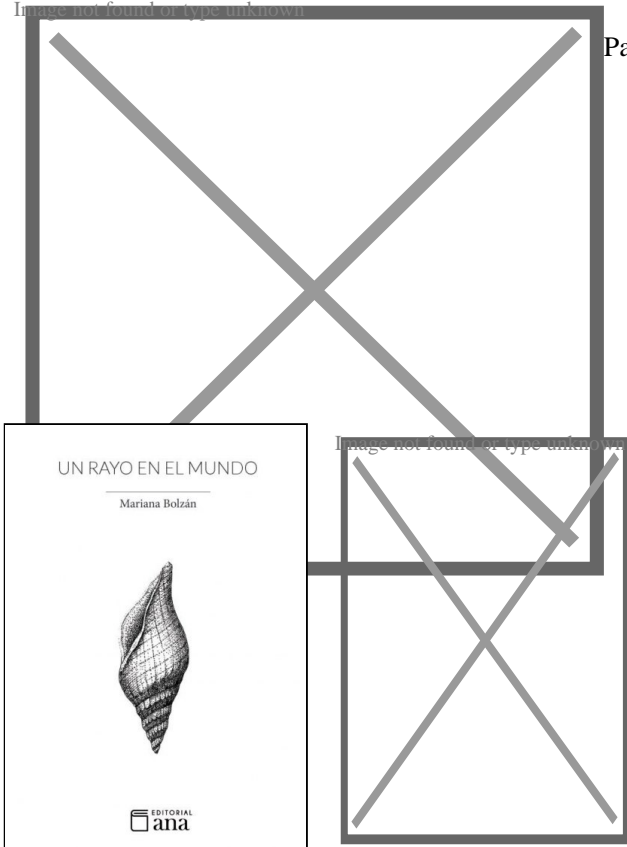 Image not found or type unknown
Pa
Image not found or type unknown
UN RAYO EN EL MUNDO
Mariana Bolzán
EDITORIAL
ana